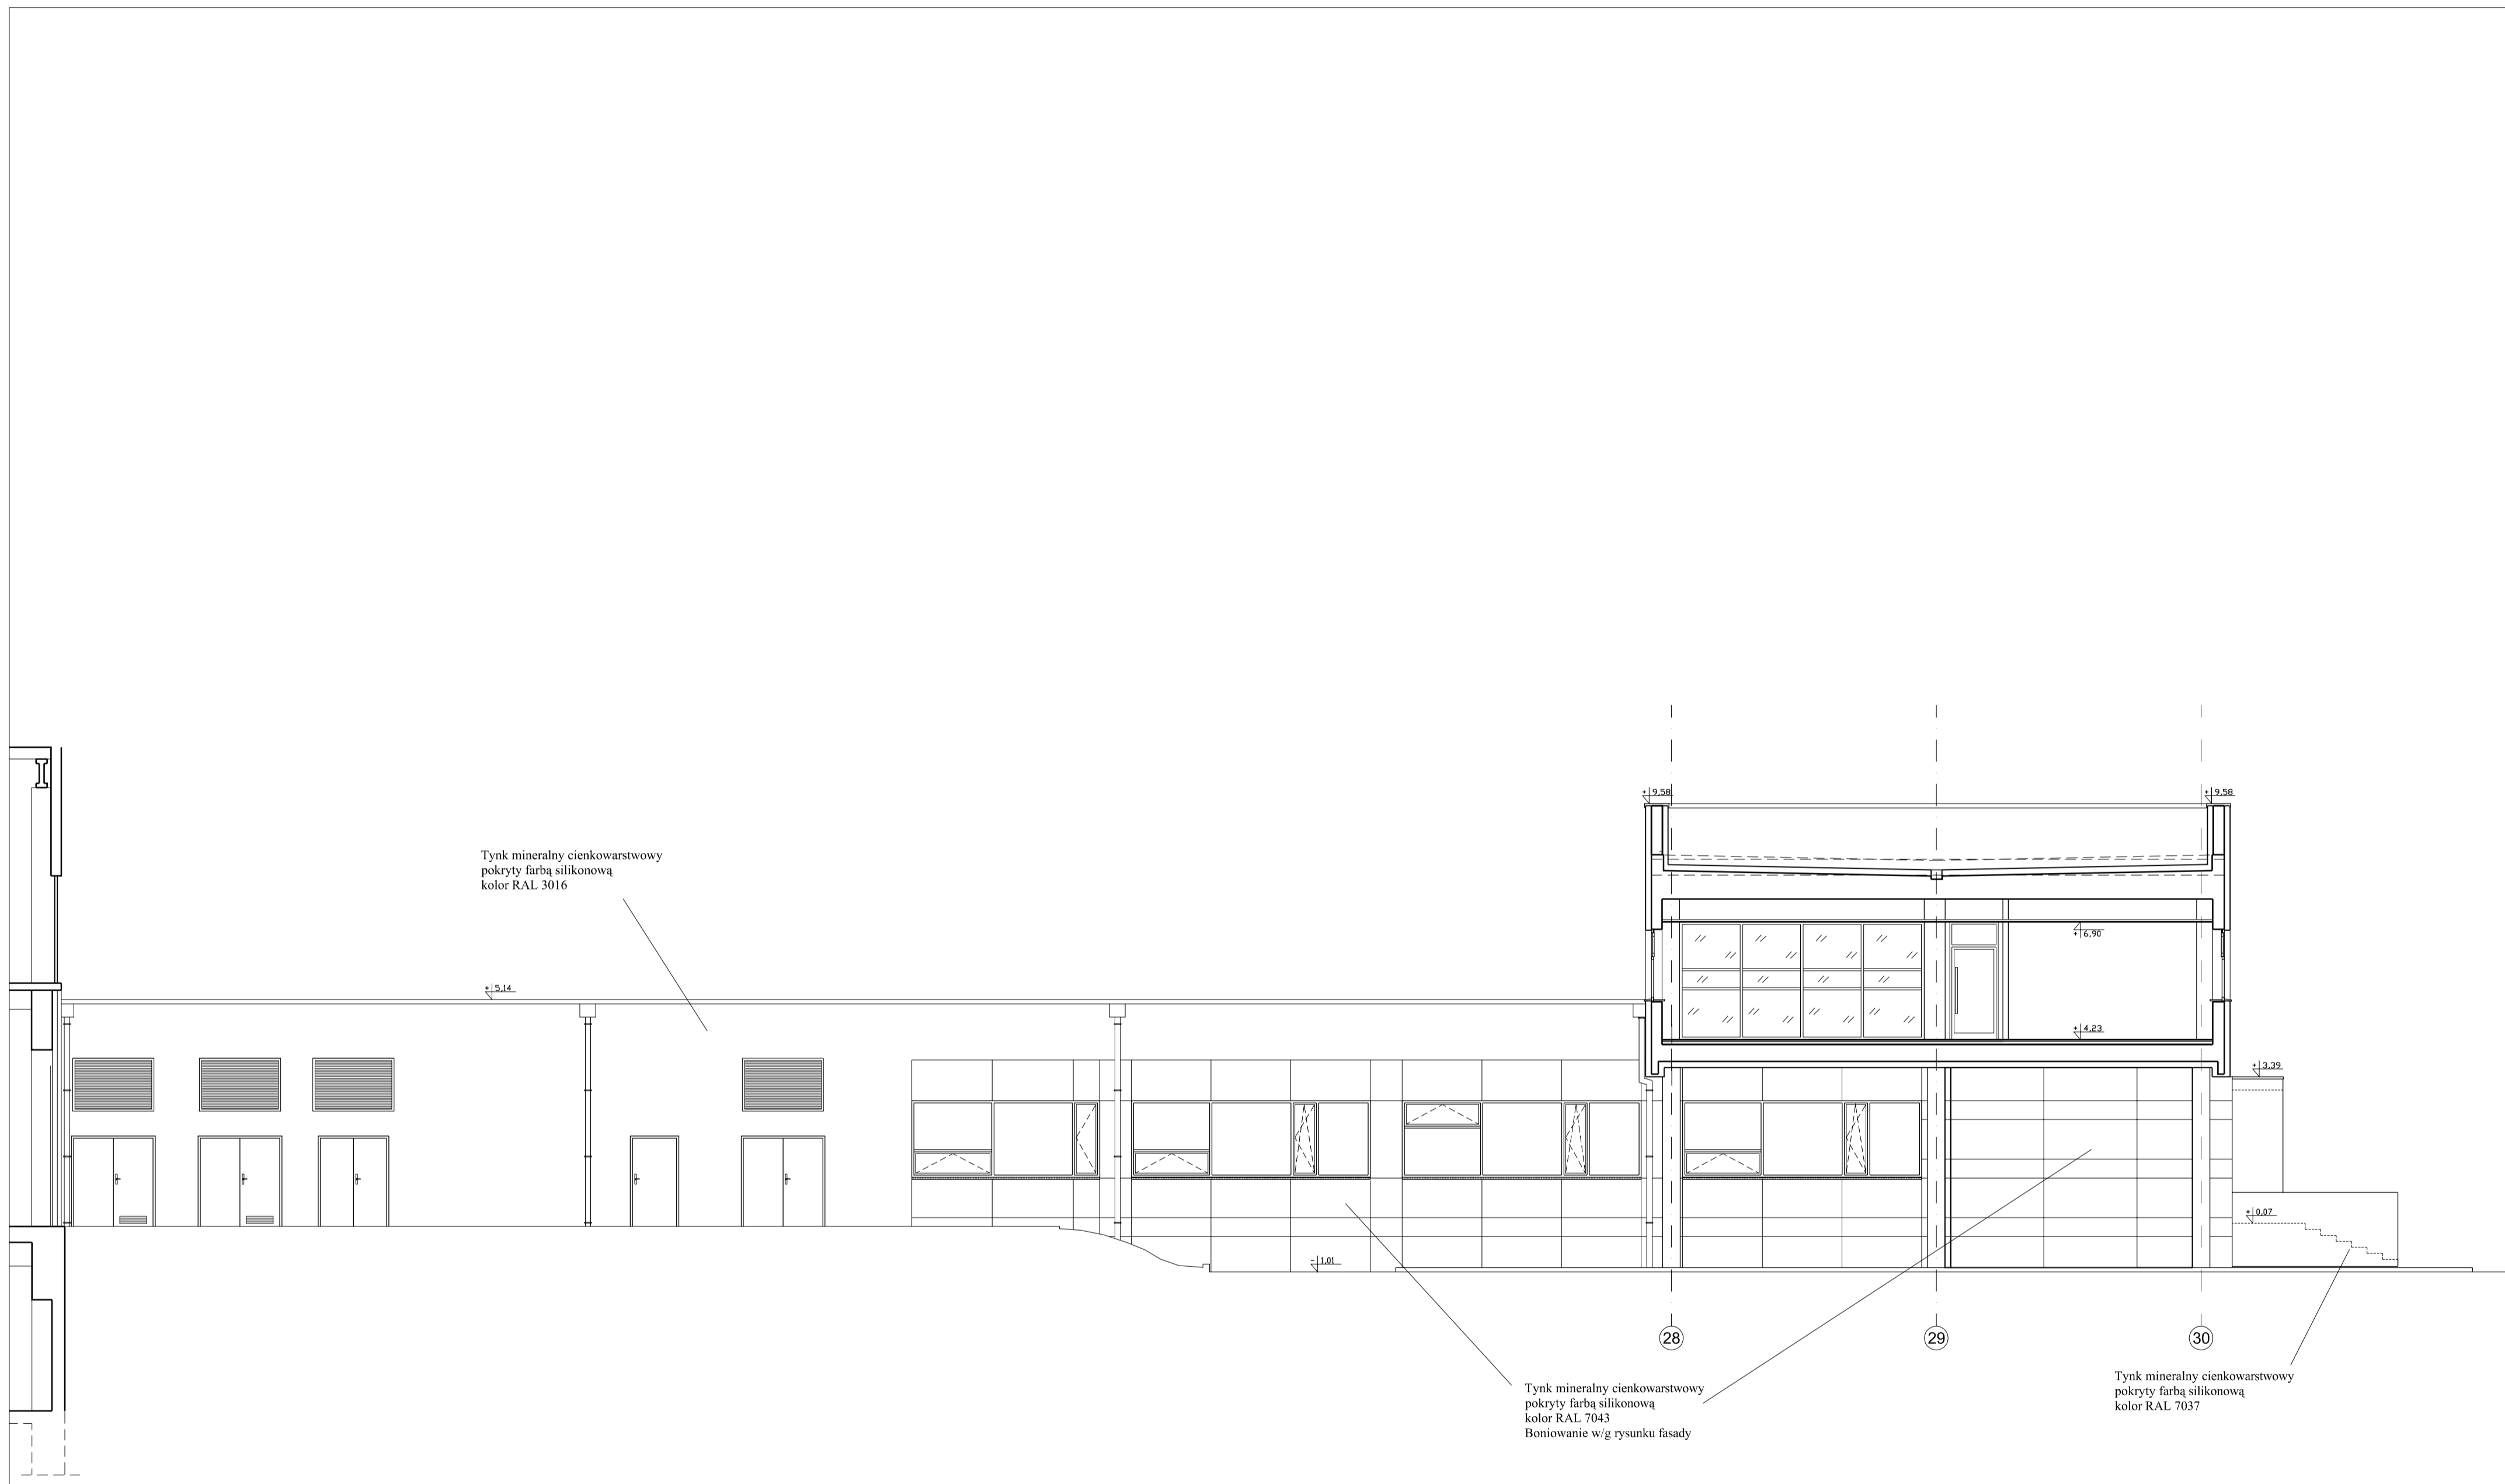 + 9,58
+ 9,58
Tynk mineralny cienkowarstwowy
pokryty farbą silikonową
kolor RAL 3016
+ 6,90
+ 5,14
+ 4,23
+ 3,39
+ 0,07
- 1,01
28
29
30
Tynk mineralny cienkowarstwowy
pokryty farbą silikonową
kolor RAL 7043
Boniowanie w/g rysunku fasady
Tynk mineralny cienkowarstwowy
pokryty farbą silikonową
kolor RAL 7037